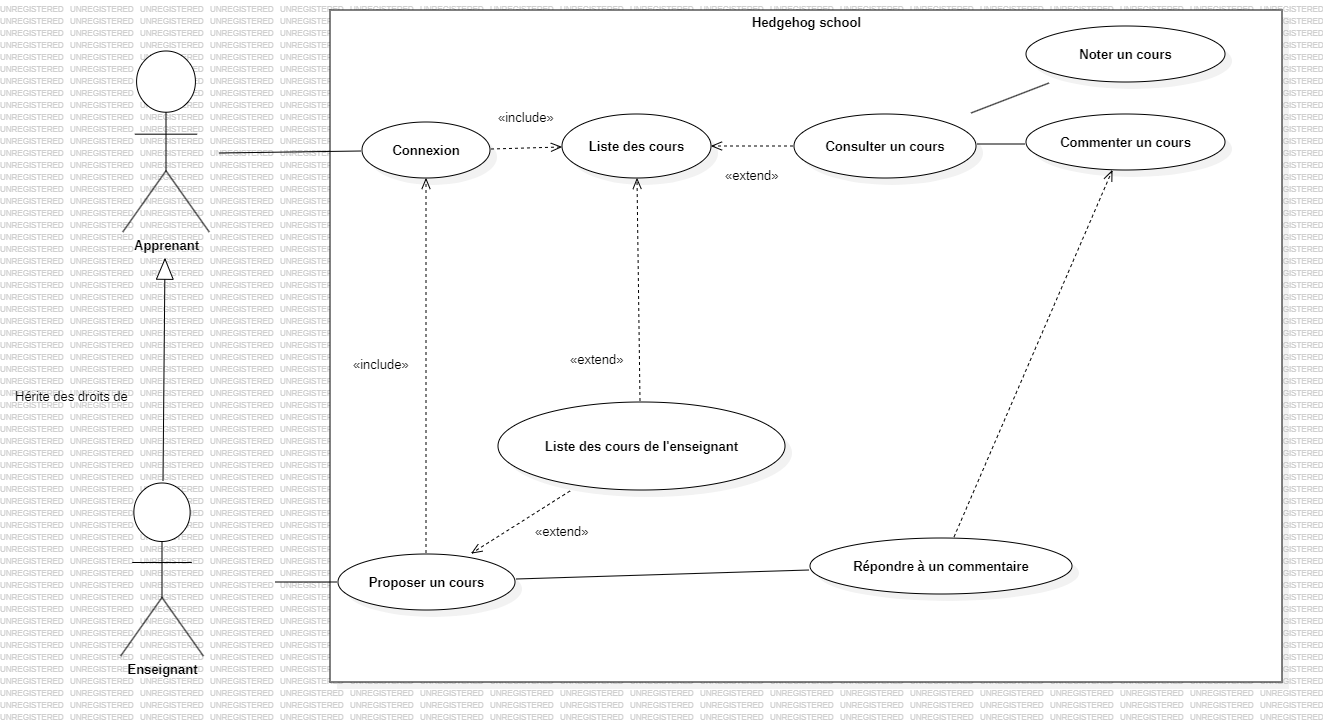 Hedgehog school
Noter un cours
«include»
Connexion
Liste des cours
Consulter un cours
Commenter un cours
«extend»
Apprenant
«include»
«extend»
Hérite des droits de
Liste des cours de l'enseignant
«extend»
Proposer un cours
Répondre à un commentaire
Enseignant
UNREGISTERED